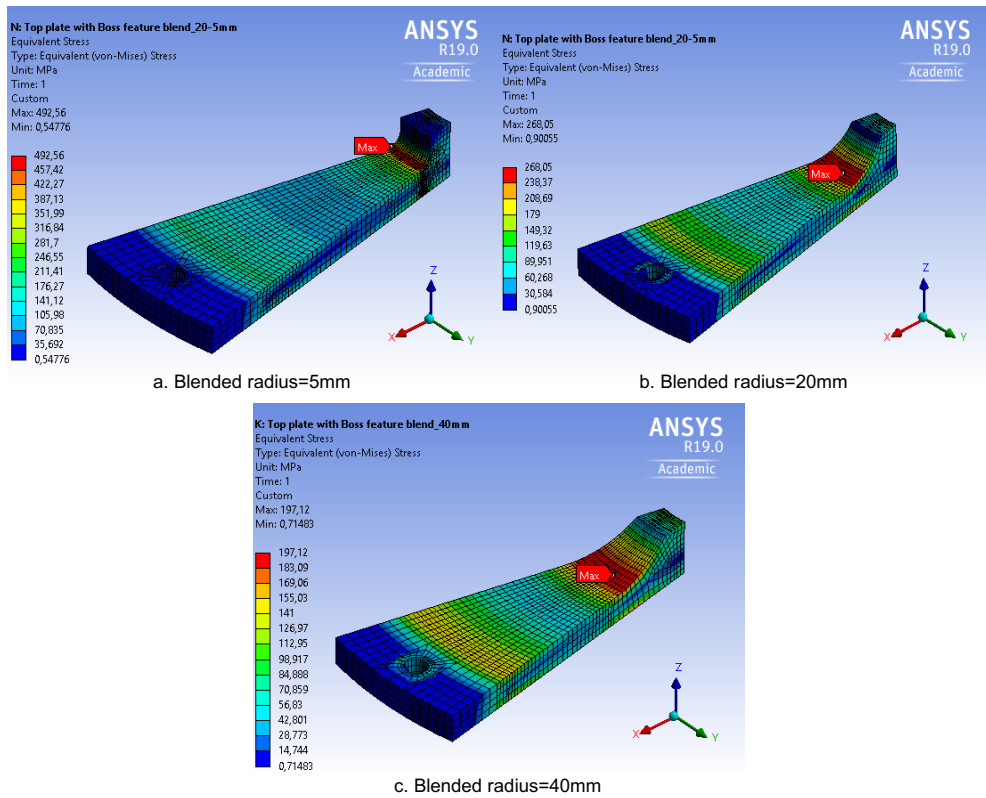 N: Top plate with Boss feature blend_20-5mm
Equivalent Stress
Type: Equivalent (von-Mises) Stress
Unit: MPa
Time: 1
Custom
Max: 492,56
Min: 0,54776
492,56
457,42
422,27
387,13
351,99
316,84
281,7
246,55
211,41
176,27
141,12
105,98
70,835
35,692
0,54776
ANSYS
R19.0
Academic
Max
Z
X
Y
a. Blended radius=5mm
N: Top plate with Boss feature blend_20-5mm
Equivalent Stress
Type: Equivalent (von-Mises) Stress
Unit: MPa
Time: 1
Custom
Max: 268,05
Min: 0,90055
268,05
238,37
208,69
179
149,32
119,63
89,951
60,268
30,584
0,90055
ANSYS
R19.0
Academic
Max
Z
X
Y
b. Blended radius=20mm
K: Top plate with Boss feature blend_40mm
Equivalent Stress
Type: Equivalent (von-Mises) Stress
Unit: MPa
Time: 1
Custom
Max: 197,12
Min: 0,71483
197,12
183,09
169,06
155,03
141
126,97
112,95
98,917
84,888
70,859
56,83
42,801
28,773
14,744
0,71483
ANSYS
R19.0
Academic
Max
Z
X
Y
c. Blended radius=40mm